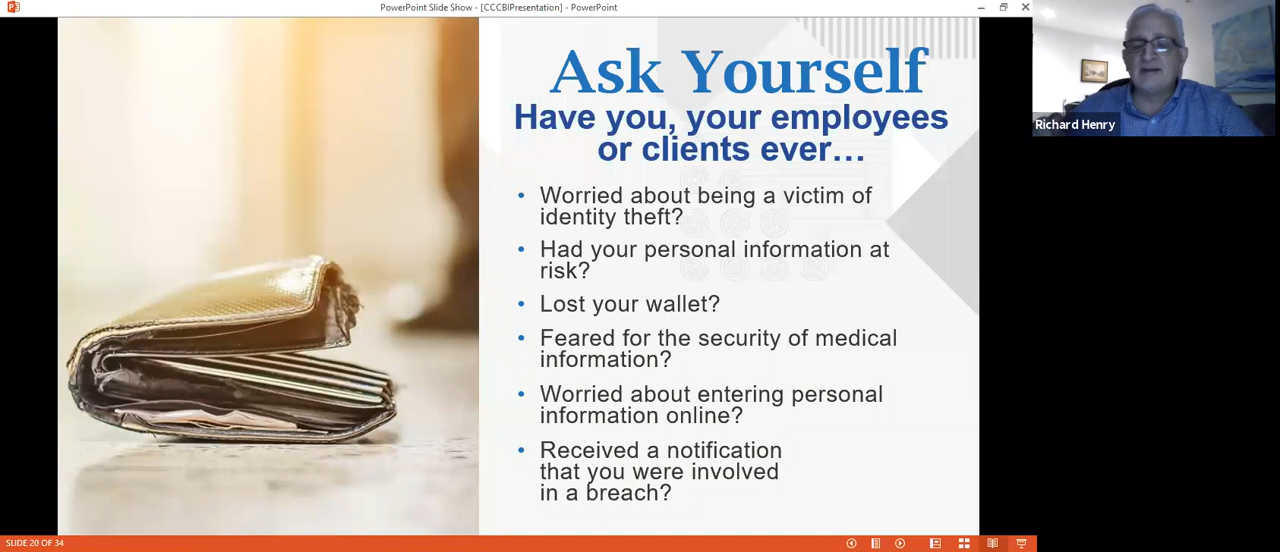 PowerPoint Slide Show - [CCCBIPresentation] - PowerPoint
Ask Yourself
Have you, your employees
or clients ever…
• Worried about being a victim of
identity theft?
• Had your personal information at
risk?
• Lost your wallet?
• Feared for the security of medical
information?
• Worried about entering personal
information online?
• Received a notification
that you were involved
in a breach?
Richard Henry
SLIDE 20 OF 34